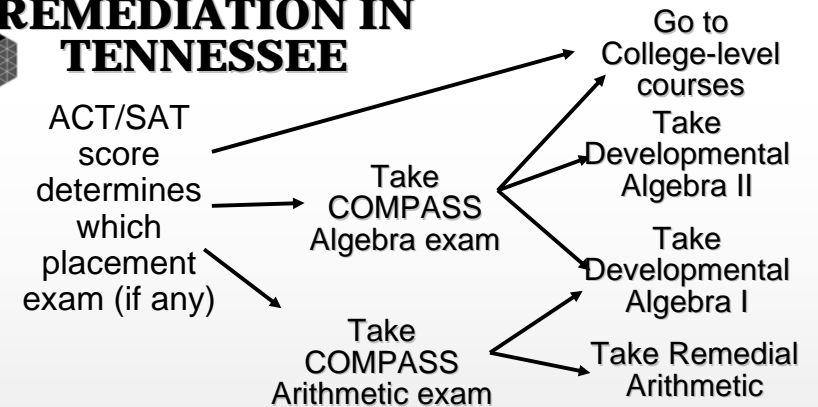 REMEDIATION IN
TENNESSEE
ACT/SAT
score
determines
which
placement
exam (if any)
Take
COMPASS
Algebra exam
Take
COMPASS
Arithmetic exam
Go to
College-level
courses
Take
Developmental
Algebra II
Take
Developmental
Algebra I
Take Remedial
Arithmetic